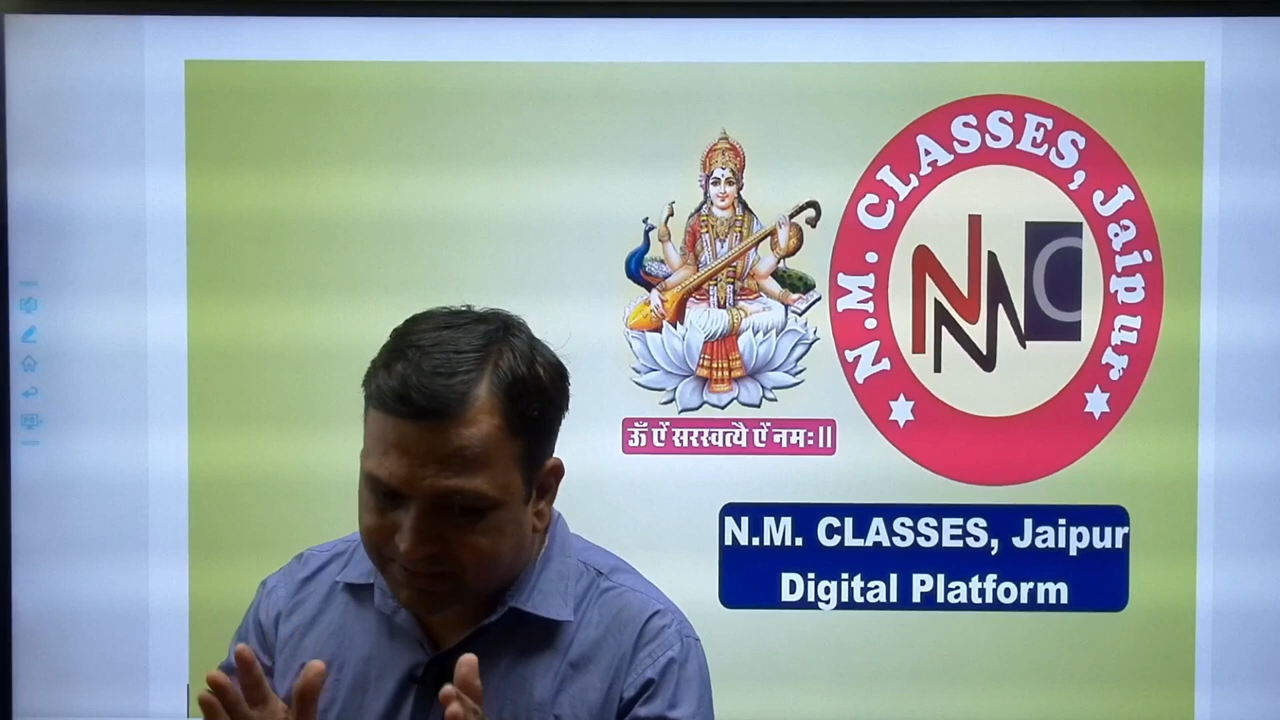 N.M. CLASSES, Jaipur
NMC
ॐ ऐं सरस्वत्यै ऐं नमः||
N.M. CLASSES, Jaipur
Digital Platform